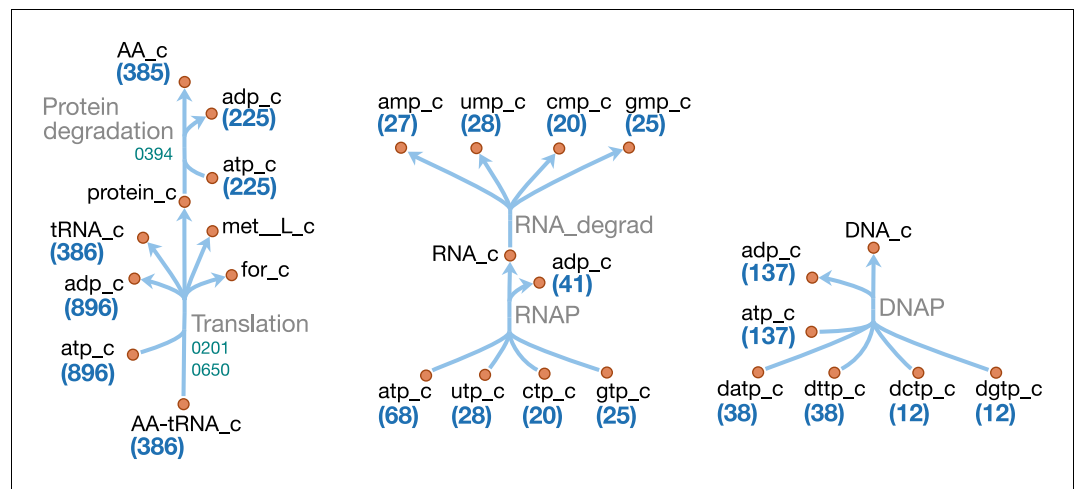 AA_c
(385)
Protein
degradation
0394
adp_c
(225)
atp_c
(225)
protein_c
tRNA_c
(386)
met__L_c
adp_c
(896)
for_c
Translation
0201
0650
atp_c
(896)
AA-tRNA_c
(386)
amp_c ump_c cmp_c gmp_c
(27) (28) (20) (25)
RNA_degrad
RNA_c
adp_c
(41)
RNAP
atp_c utp_c ctp_c gtp_c
(68) (28) (20) (25)
DNA_c
adp_c
(137)
atp_c
(137)
DNAP
datp_c dttp_c dctp_c dgtp_c
(38) (38) (12) (12)